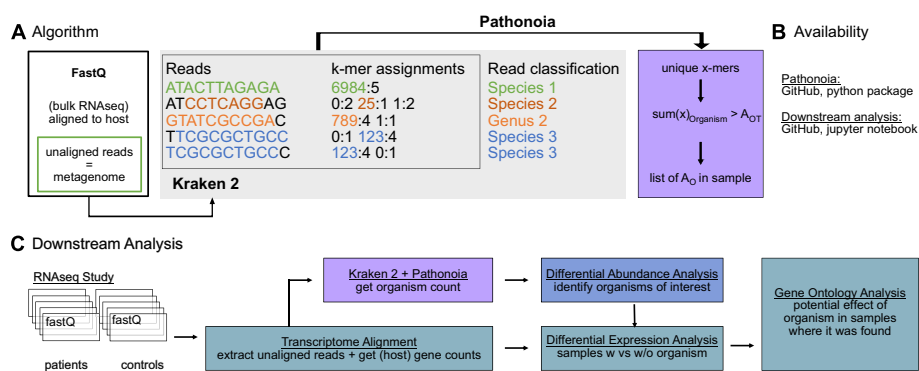 Pathonoia
A Algorithm
B Availability
FastQ
(bulk RNAseq)
aligned to host
unaligned reads
=
metagenome
Reads k-mer assignments Read classification
ATACTTAGAGA 6984:5 Species 1
ATCCTCAGGAG 0:2 25:1 1:2 Species 2
GTATCGCCGAC 789:4 1:1 Genus 2
TTCGCGCTGCC 0:1 123:4 Species 3
TCGCGCTGCCC 123:4 0:1 Species 3
Kraken 2
unique x-mers
sum(x)Organism > AOT
list of AO in sample
Pathonoia:
GitHub, python package
Downstream analysis:
GitHub, jupyter notebook
C Downstream Analysis
RNAseq Study
fastQ fastQ
patients controls
Kraken 2 + Pathonoia
get organism count
Transcriptome Alignment
extract unaligned reads + get (host) gene counts
Differential Abundance Analysis
identify organisms of interest
Differential Expression Analysis
samples w vs w/o organism
Gene Ontology Analysis
potential effect of
organism in samples
where it was found